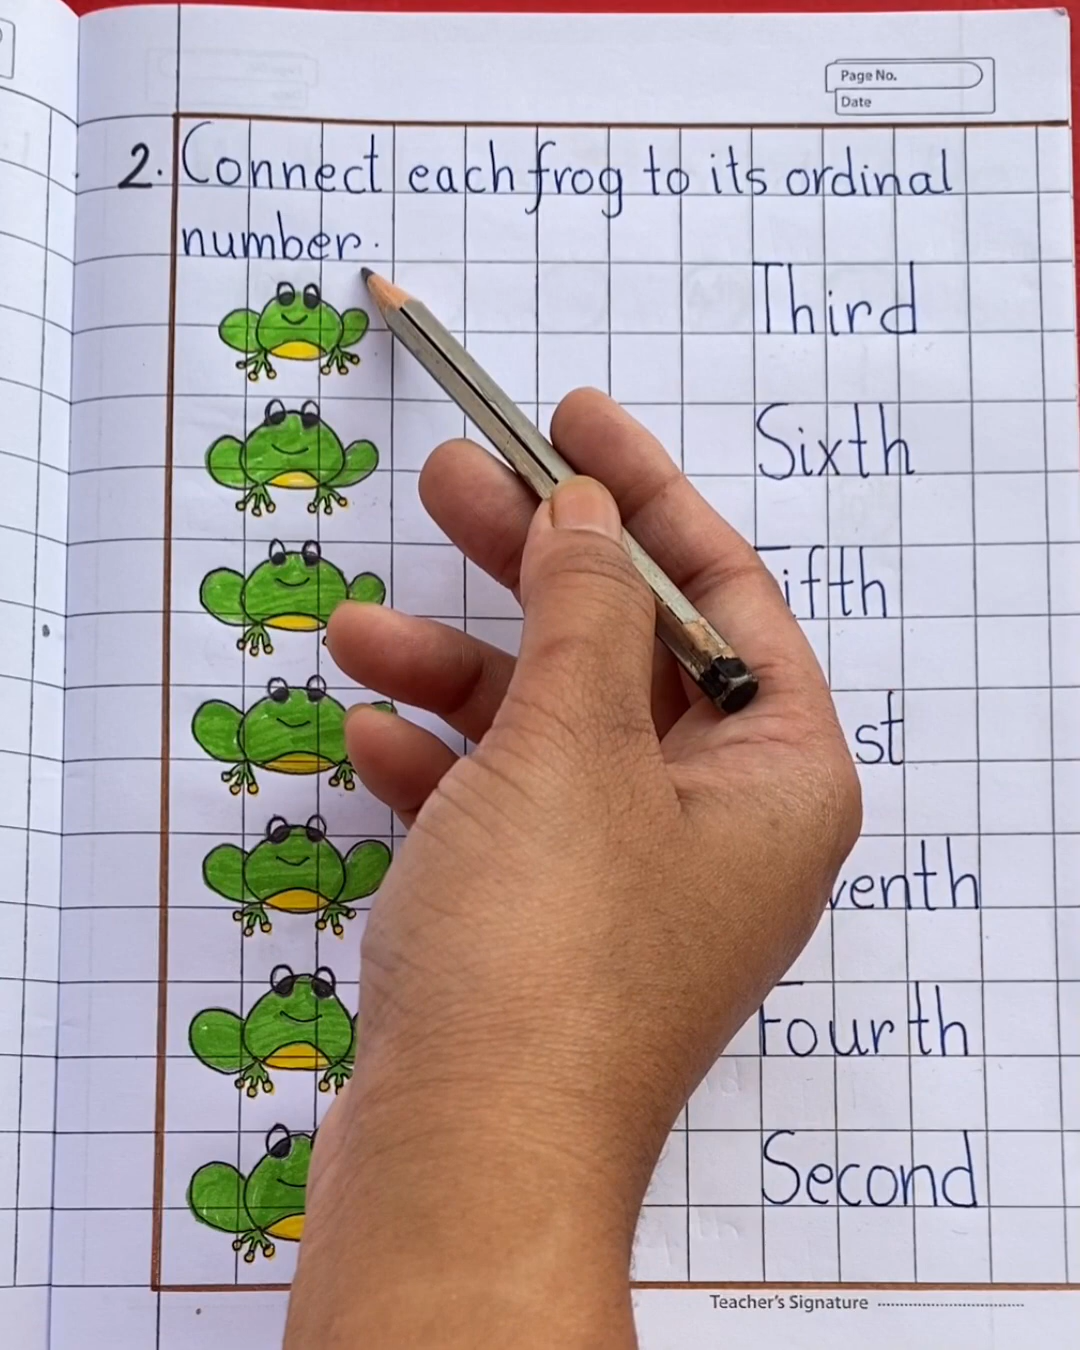 Page No.
Date
2. Connect each frog to its ordinal
number.
Third
Sixth
st
venth
Fourth
Second
Teacher's Signature